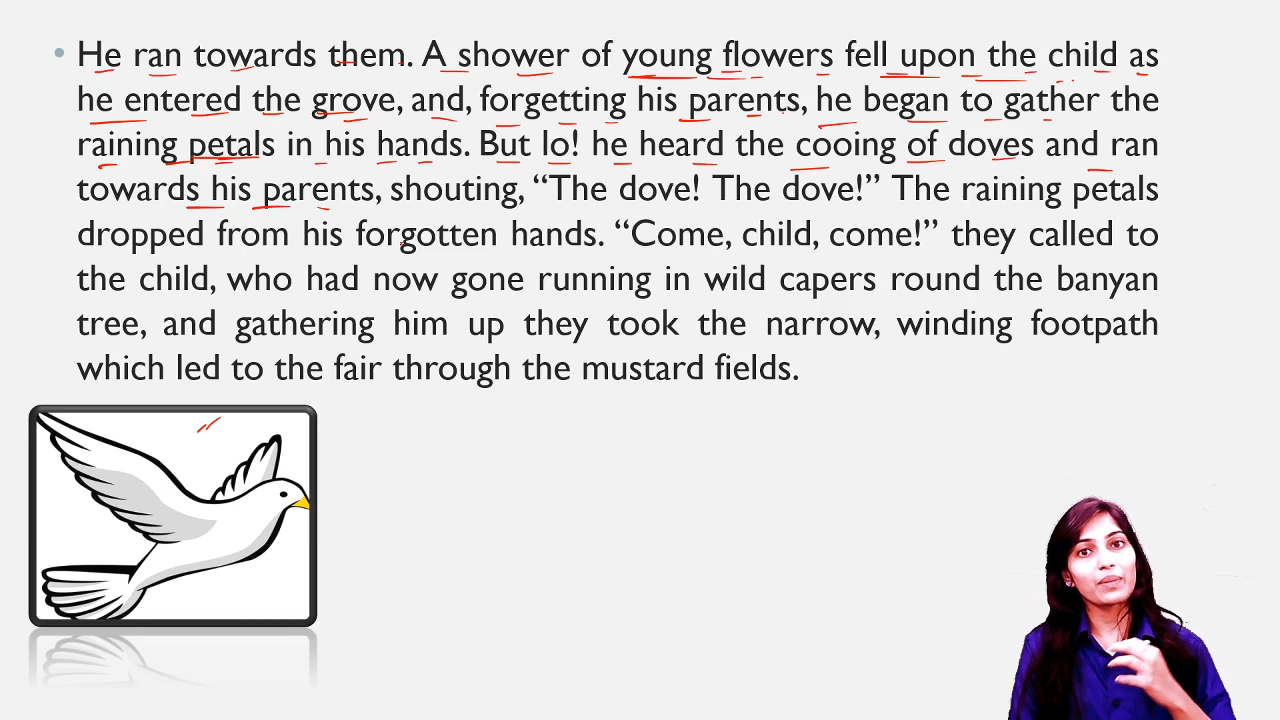 • He ran towards them. A shower of young flowers fell upon the child as
he entered the grove, and, forgetting his parents, he began to gather the
raining petals in his hands. But lo! he heard the cooing of doves and ran
towards his parents, shouting, “The dove! The dove!” The raining petals
dropped from his forgotten hands. “Come, child, come!” they called to
the child, who had now gone running in wild capers round the banyan
tree, and gathering him up they took the narrow, winding footpath
which led to the fair through the mustard fields.